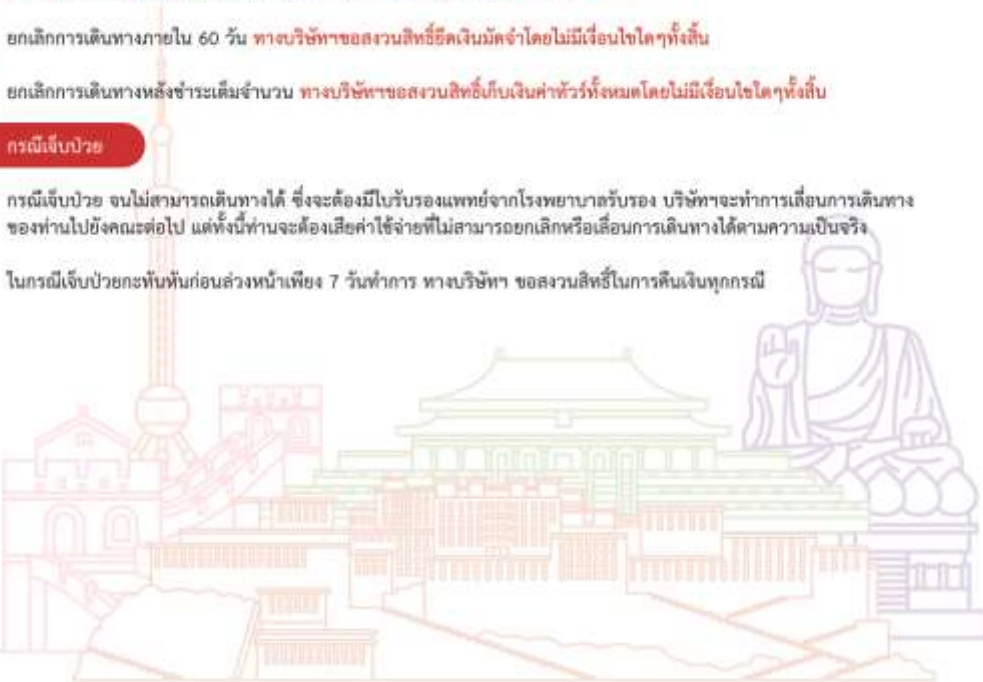 ยกเลิกการเดินทางภายใน 60 วัน ทางบริษัทฯขอสงวนสิทธิ์ยึดเงินมัดจำโดยไม่มีเงื่อนไขใดๆทั้งสิ้น
ยกเลิกการเดินทางหลังชำระเต็มจำนวน ทางบริษัทฯขอสงวนสิทธิ์เก็บเงินค่าทัวร์ทั้งหมดโดยไม่มีเงื่อนไขใดๆทั้งสิ้น
กรณีเจ็บป่วย
กรณีเจ็บป่วย จนไม่สามารถเดินทางได้ ซึ่งจะต้องมีใบรับรองแพทย์จากโรงพยาบาลรับรอง บริษัทฯจะทำการเลื่อนการเดินทาง
ของท่านไปยังคณะต่อไป แต่ทั้งนี้ท่านจะต้องเสียค่าใช้จ่ายที่ไม่สามารถยกเลิกหรือเลื่อนการเดินทางได้ตามความเป็นจริง
ในกรณีเจ็บป่วยกะทันหันก่อนล่วงหน้าเพียง 7 วันทำการ ทางบริษัทฯ ขอสงวนสิทธิ์ในการคืนเงินทุกกรณี